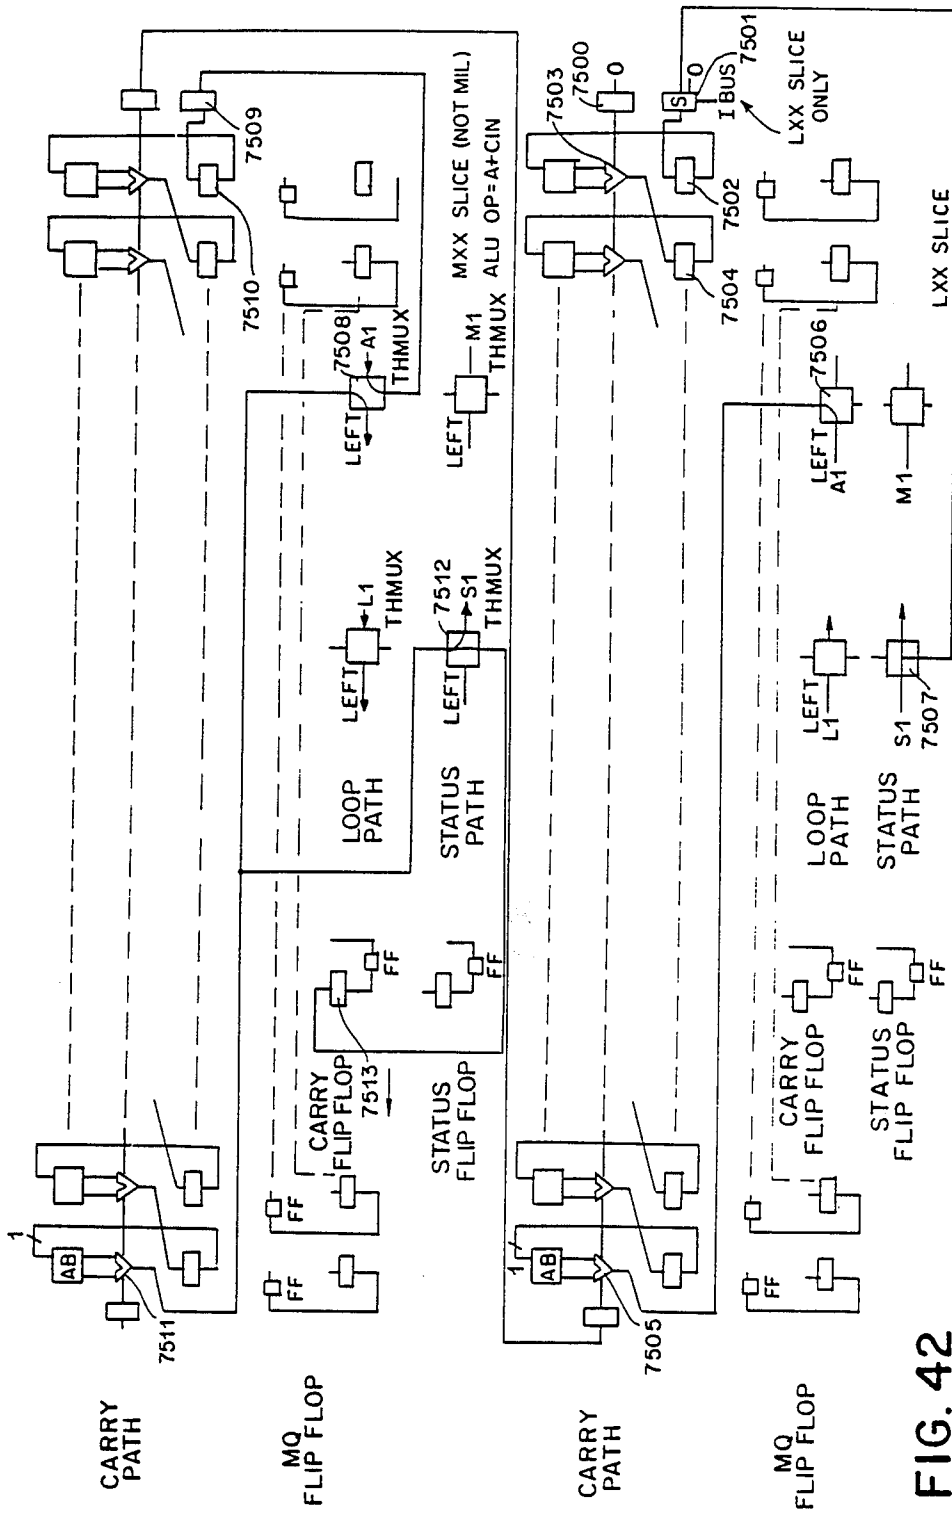 CARRY
PATH
1
AB
7511
7509
7510
MQ
FLIP FLOP
FF
FF
CARRY
FLIP FLOP
7513
FF
STATUS
FLIP FLOP
FF
LOOP
PATH
LEFT
L1
THMUX
STATUS
PATH
LEFT
7512
S1
THMUX
LEFT
7508
A1
THMUX
LEFT
M1
THMUX
MXX SLICE (NOT MIL)
ALU OP=A+CIN
CARRY
PATH
1
AB
7505
7503
7500
0
7504
7502
S
0
7501
I BUS
LXX SLICE
ONLY
MQ
FLIP FLOP
FF
FF
CARRY
FLIP FLOP
FF
STATUS
FLIP FLOP
FF
LOOP
PATH
LEFT
L1
STATUS
PATH
S1
7507
LEFT
A1
7506
M1
LXX SLICE
FIG. 42